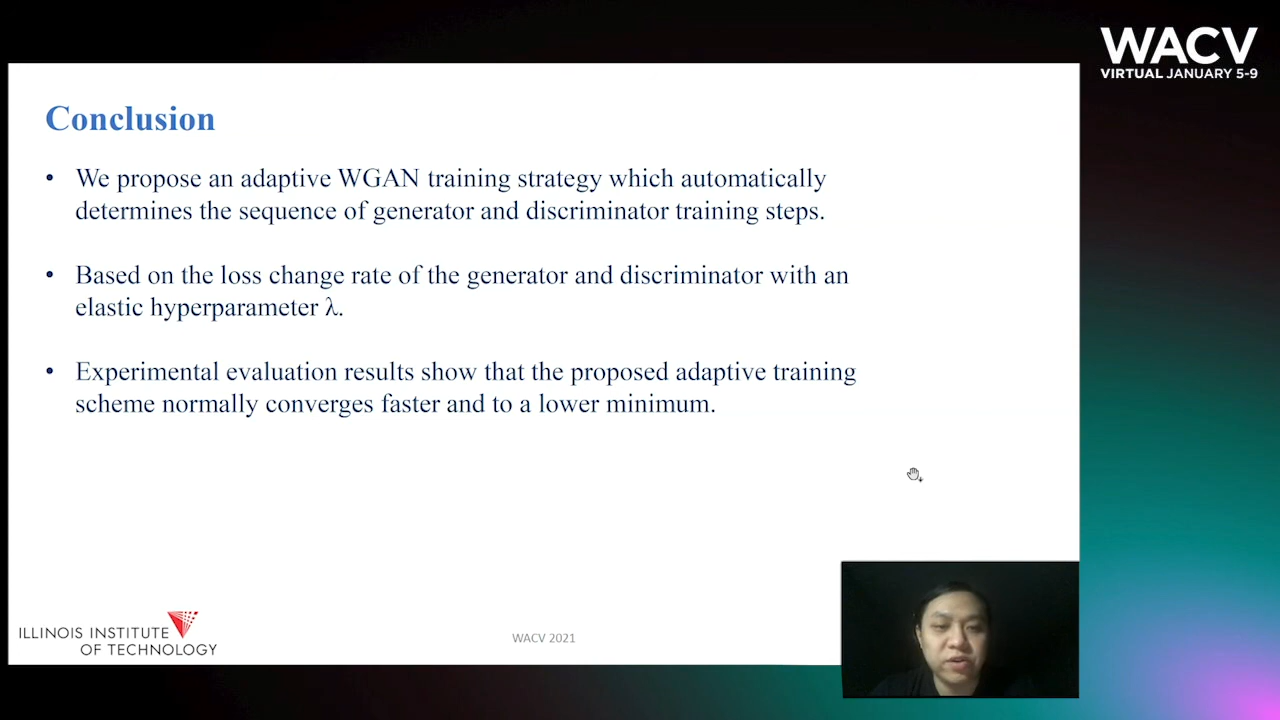 WACV
VIRTUAL JANUARY 5-9
Conclusion
• We propose an adaptive WGAN training strategy which automatically
determines the sequence of generator and discriminator training steps.
• Based on the loss change rate of the generator and discriminator with an
elastic hyperparameter λ.
• Experimental evaluation results show that the proposed adaptive training
scheme normally converges faster and to a lower minimum.
ILLINOIS INSTITUTE
OF TECHNOLOGY
WACV 2021